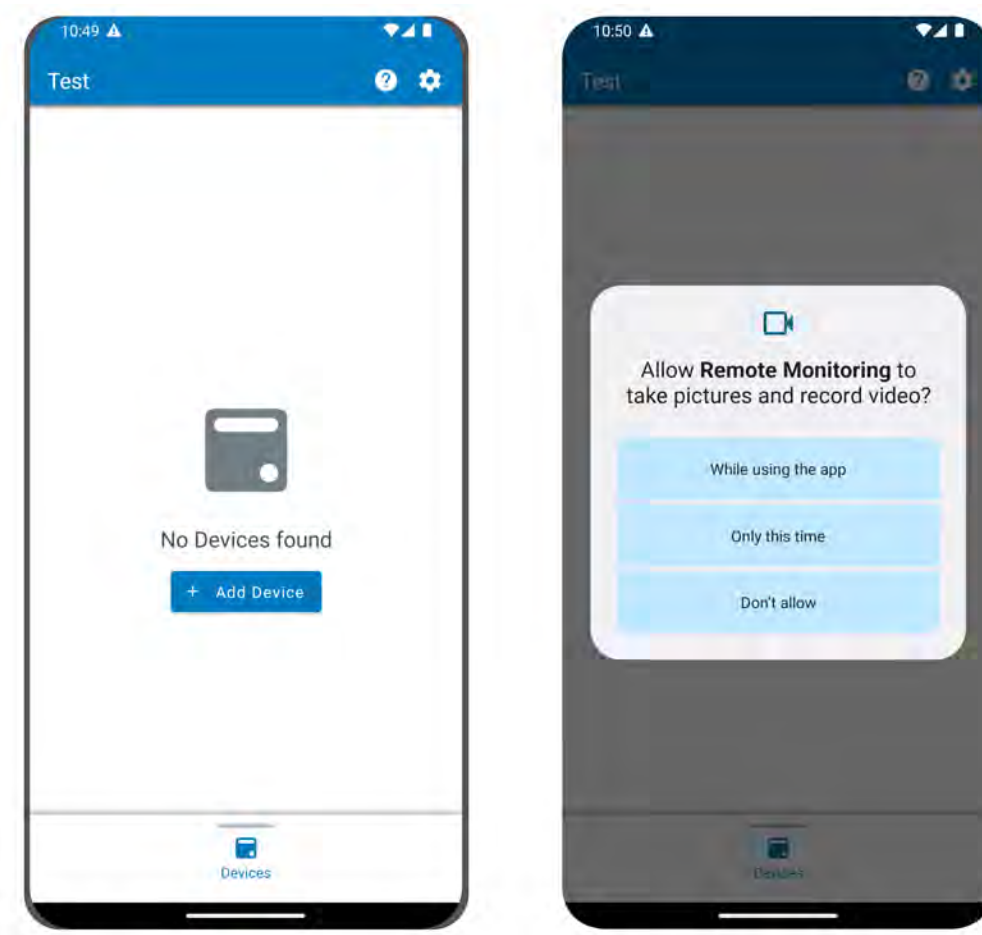 10:49
Test
No Devices found
+ Add Device
Devices
10:50
Test
Allow Remote Monitoring to
take pictures and record video?
While using the app
Only this time
Don't allow
Devices